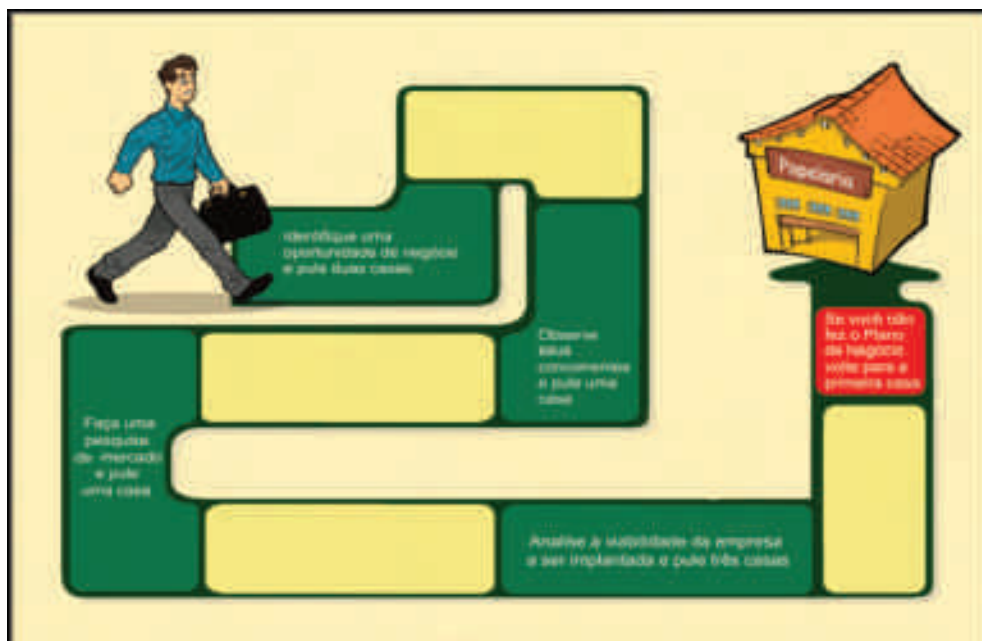 Identifique uma
oportunidade de negócio
e pule duas casas
Observe
seus
concorrentes
e pule uma
casa
Faça uma
pesquisa
de mercado
e pule
uma casa
Analise a viabilidade da empresa
a ser implantada e pule três casas
Se você não
fez o Plano
de Negócio,
volte para a
primeira casa
Papelaria